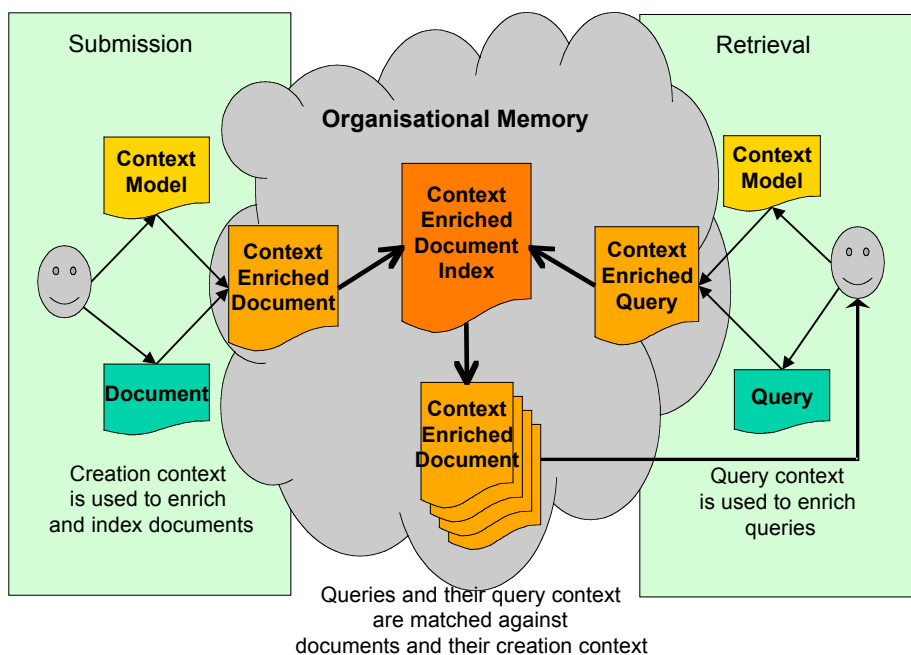 Submission
Retrieval
Organisational Memory
Context
Model
Context
Enriched
Document
Document
Creation context
is used to enrich
and index documents
Context
Enriched
Document
Index
Context
Enriched
Document
Context
Model
Context
Enriched
Query
Query
Query context
is used to enrich
queries
Queries and their query context
are matched against
documents and their creation context